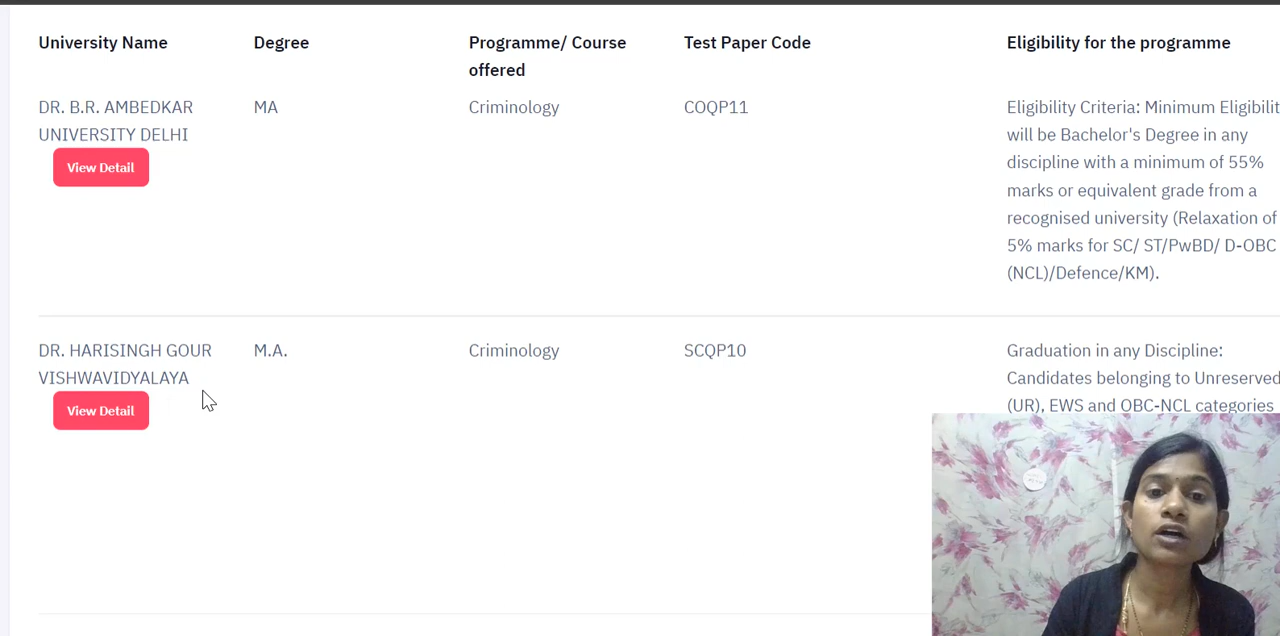 University Name
Degree
Programme/ Course
offered
Test Paper Code
Eligibility for the programme
DR. B.R. AMBEDKAR
UNIVERSITY DELHI
View Detail
MA
Criminology
COQP11
Eligibility Criteria: Minimum Eligibilit
will be Bachelor's Degree in any
discipline with a minimum of 55%
marks or equivalent grade from a
recognised university (Relaxation of
5% marks for SC/ ST/PwBD/ D-OBC
(NCL)/Defence/KM).
DR. HARISINGH GOUR
VISHWAVIDYALAYA
View Detail
M.A.
Criminology
SCQP10
Graduation in any Discipline:
Candidates belonging to Unreserved
(UR), EWS and OBC-NCL categories